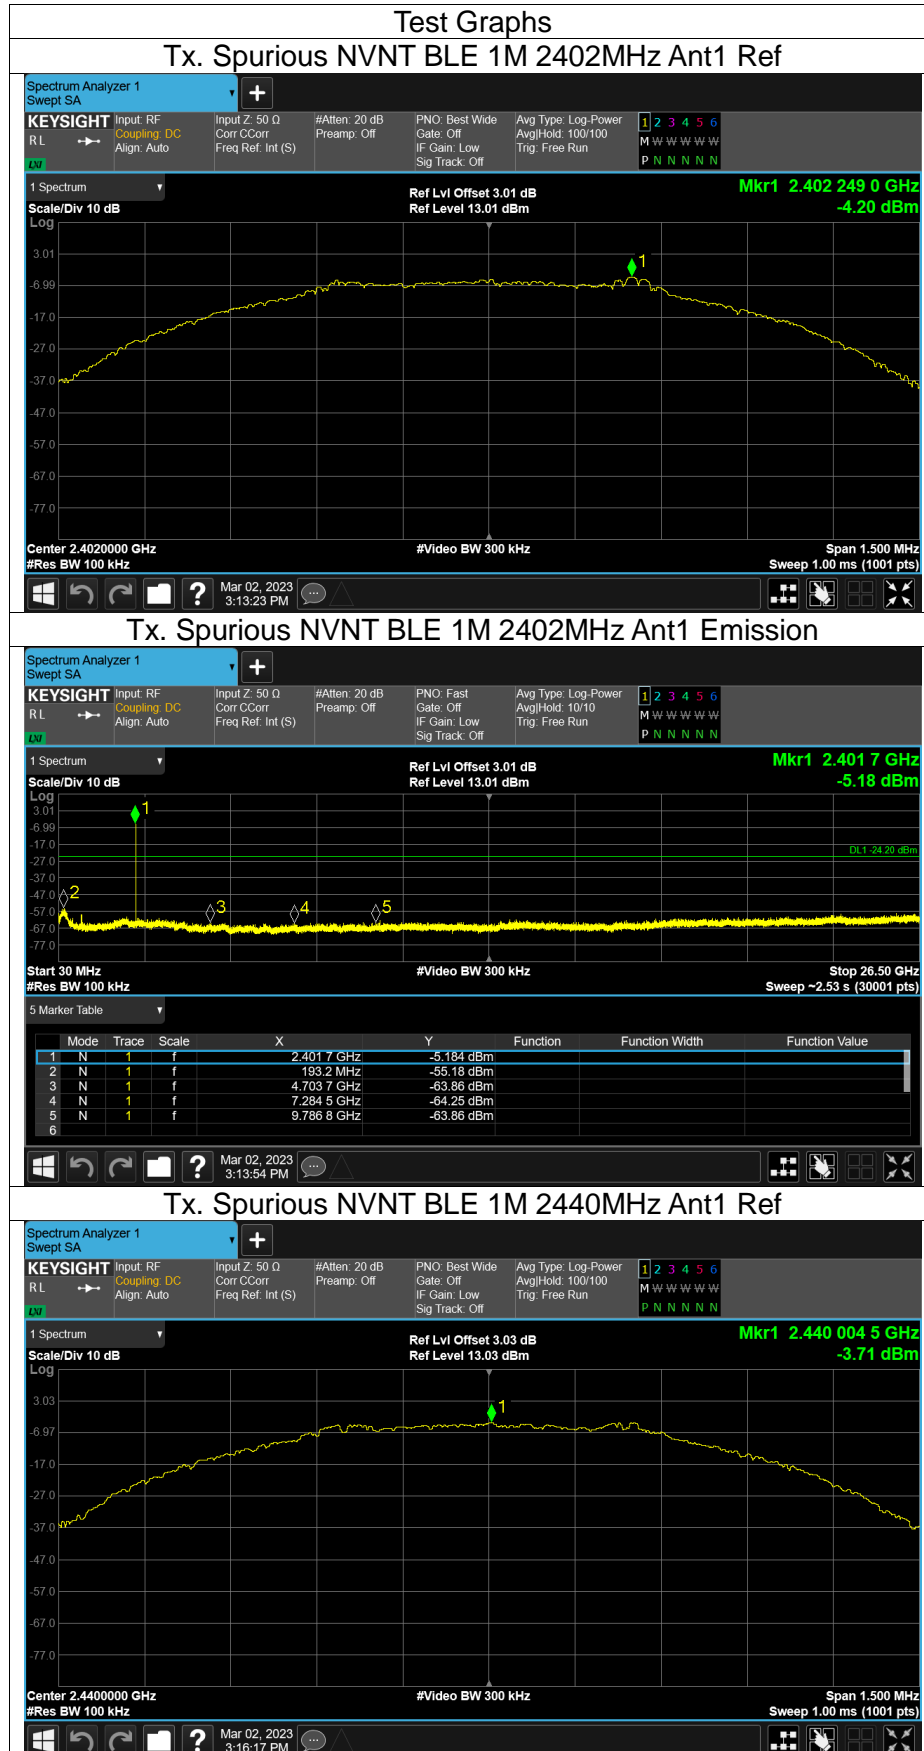 Test Graphs
Tx. Spurious NVNT BLE 1M 2402MHz Ant1 Ref
Spectrum Analyzer 1
Swept SA
+
KEYSIGHT Input: RF Input Z: 50 Ω #Atten: 20 dB PNO: Best Wide Avg Type: Log-Power 1 2 3 4 5 6
RL Coupling: DC Corr CCorr Preamp: Off Gate: Off Avg|Hold: 100/100 M W W W W W
Align: Auto Freq Ref: Int (S) IF Gain: Low Trig: Free Run
LXI Sig Track: Off P N N N N N
1 Spectrum Ref Lvl Offset 3.01 dB Mkr1 2.402 249 0 GHz
Scale/Div 10 dB Ref Level 13.01 dBm -4.20 dBm
Log
3.01
1
-6.99
-17.0
-27.0
-37.0
-47.0
-57.0
-67.0
-77.0
Center 2.4020000 GHz #Video BW 300 kHz Span 1.500 MHz
#Res BW 100 kHz Sweep 1.00 ms (1001 pts)
? Mar 02, 2023
3:13:23 PM
Tx. Spurious NVNT BLE 1M 2402MHz Ant1 Emission
Spectrum Analyzer 1
Swept SA
+
KEYSIGHT Input: RF Input Z: 50 Ω #Atten: 20 dB PNO: Fast Avg Type: Log-Power 1 2 3 4 5 6
RL Coupling: DC Corr CCorr Preamp: Off Gate: Off Avg|Hold: 10/10 M W W W W W
Align: Auto Freq Ref: Int (S) IF Gain: Low Trig: Free Run
LXI Sig Track: Off P N N N N N
1 Spectrum Ref Lvl Offset 3.01 dB Mkr1 2.401 7 GHz
Scale/Div 10 dB Ref Level 13.01 dBm -5.18 dBm
Log
3.01 1
-6.99
-17.0 DL1 -24.20 dBm
-27.0
-37.0
-47.0 2
-57.0 3 4 5
-67.0
-77.0
Start 30 MHz #Video BW 300 kHz Stop 26.50 GHz
#Res BW 100 kHz Sweep ~2.53 s (30001 pts)
5 Marker Table
Mode Trace Scale X Y Function Function Width Function Value
1 N 1 f 2.401 7 GHz -5.184 dBm
2 N 1 f 193.2 MHz -55.18 dBm
3 N 1 f 4.703 7 GHz -63.86 dBm
4 N 1 f 7.284 5 GHz -64.25 dBm
5 N 1 f 9.786 8 GHz -63.86 dBm
6
? Mar 02, 2023
3:13:54 PM
Tx. Spurious NVNT BLE 1M 2440MHz Ant1 Ref
Spectrum Analyzer 1
Swept SA
+
KEYSIGHT Input: RF Input Z: 50 Ω #Atten: 20 dB PNO: Best Wide Avg Type: Log-Power 1 2 3 4 5 6
RL Coupling: DC Corr CCorr Preamp: Off Gate: Off Avg|Hold: 100/100 M W W W W W
Align: Auto Freq Ref: Int (S) IF Gain: Low Trig: Free Run
LXI Sig Track: Off P N N N N N
1 Spectrum Ref Lvl Offset 3.03 dB Mkr1 2.440 004 5 GHz
Scale/Div 10 dB Ref Level 13.03 dBm -3.71 dBm
Log
3.03
1
-6.97
-17.0
-27.0
-37.0
-47.0
-57.0
-67.0
-77.0
Center 2.4400000 GHz #Video BW 300 kHz Span 1.500 MHz
#Res BW 100 kHz Sweep 1.00 ms (1001 pts)
? Mar 02, 2023
3:16:17 PM